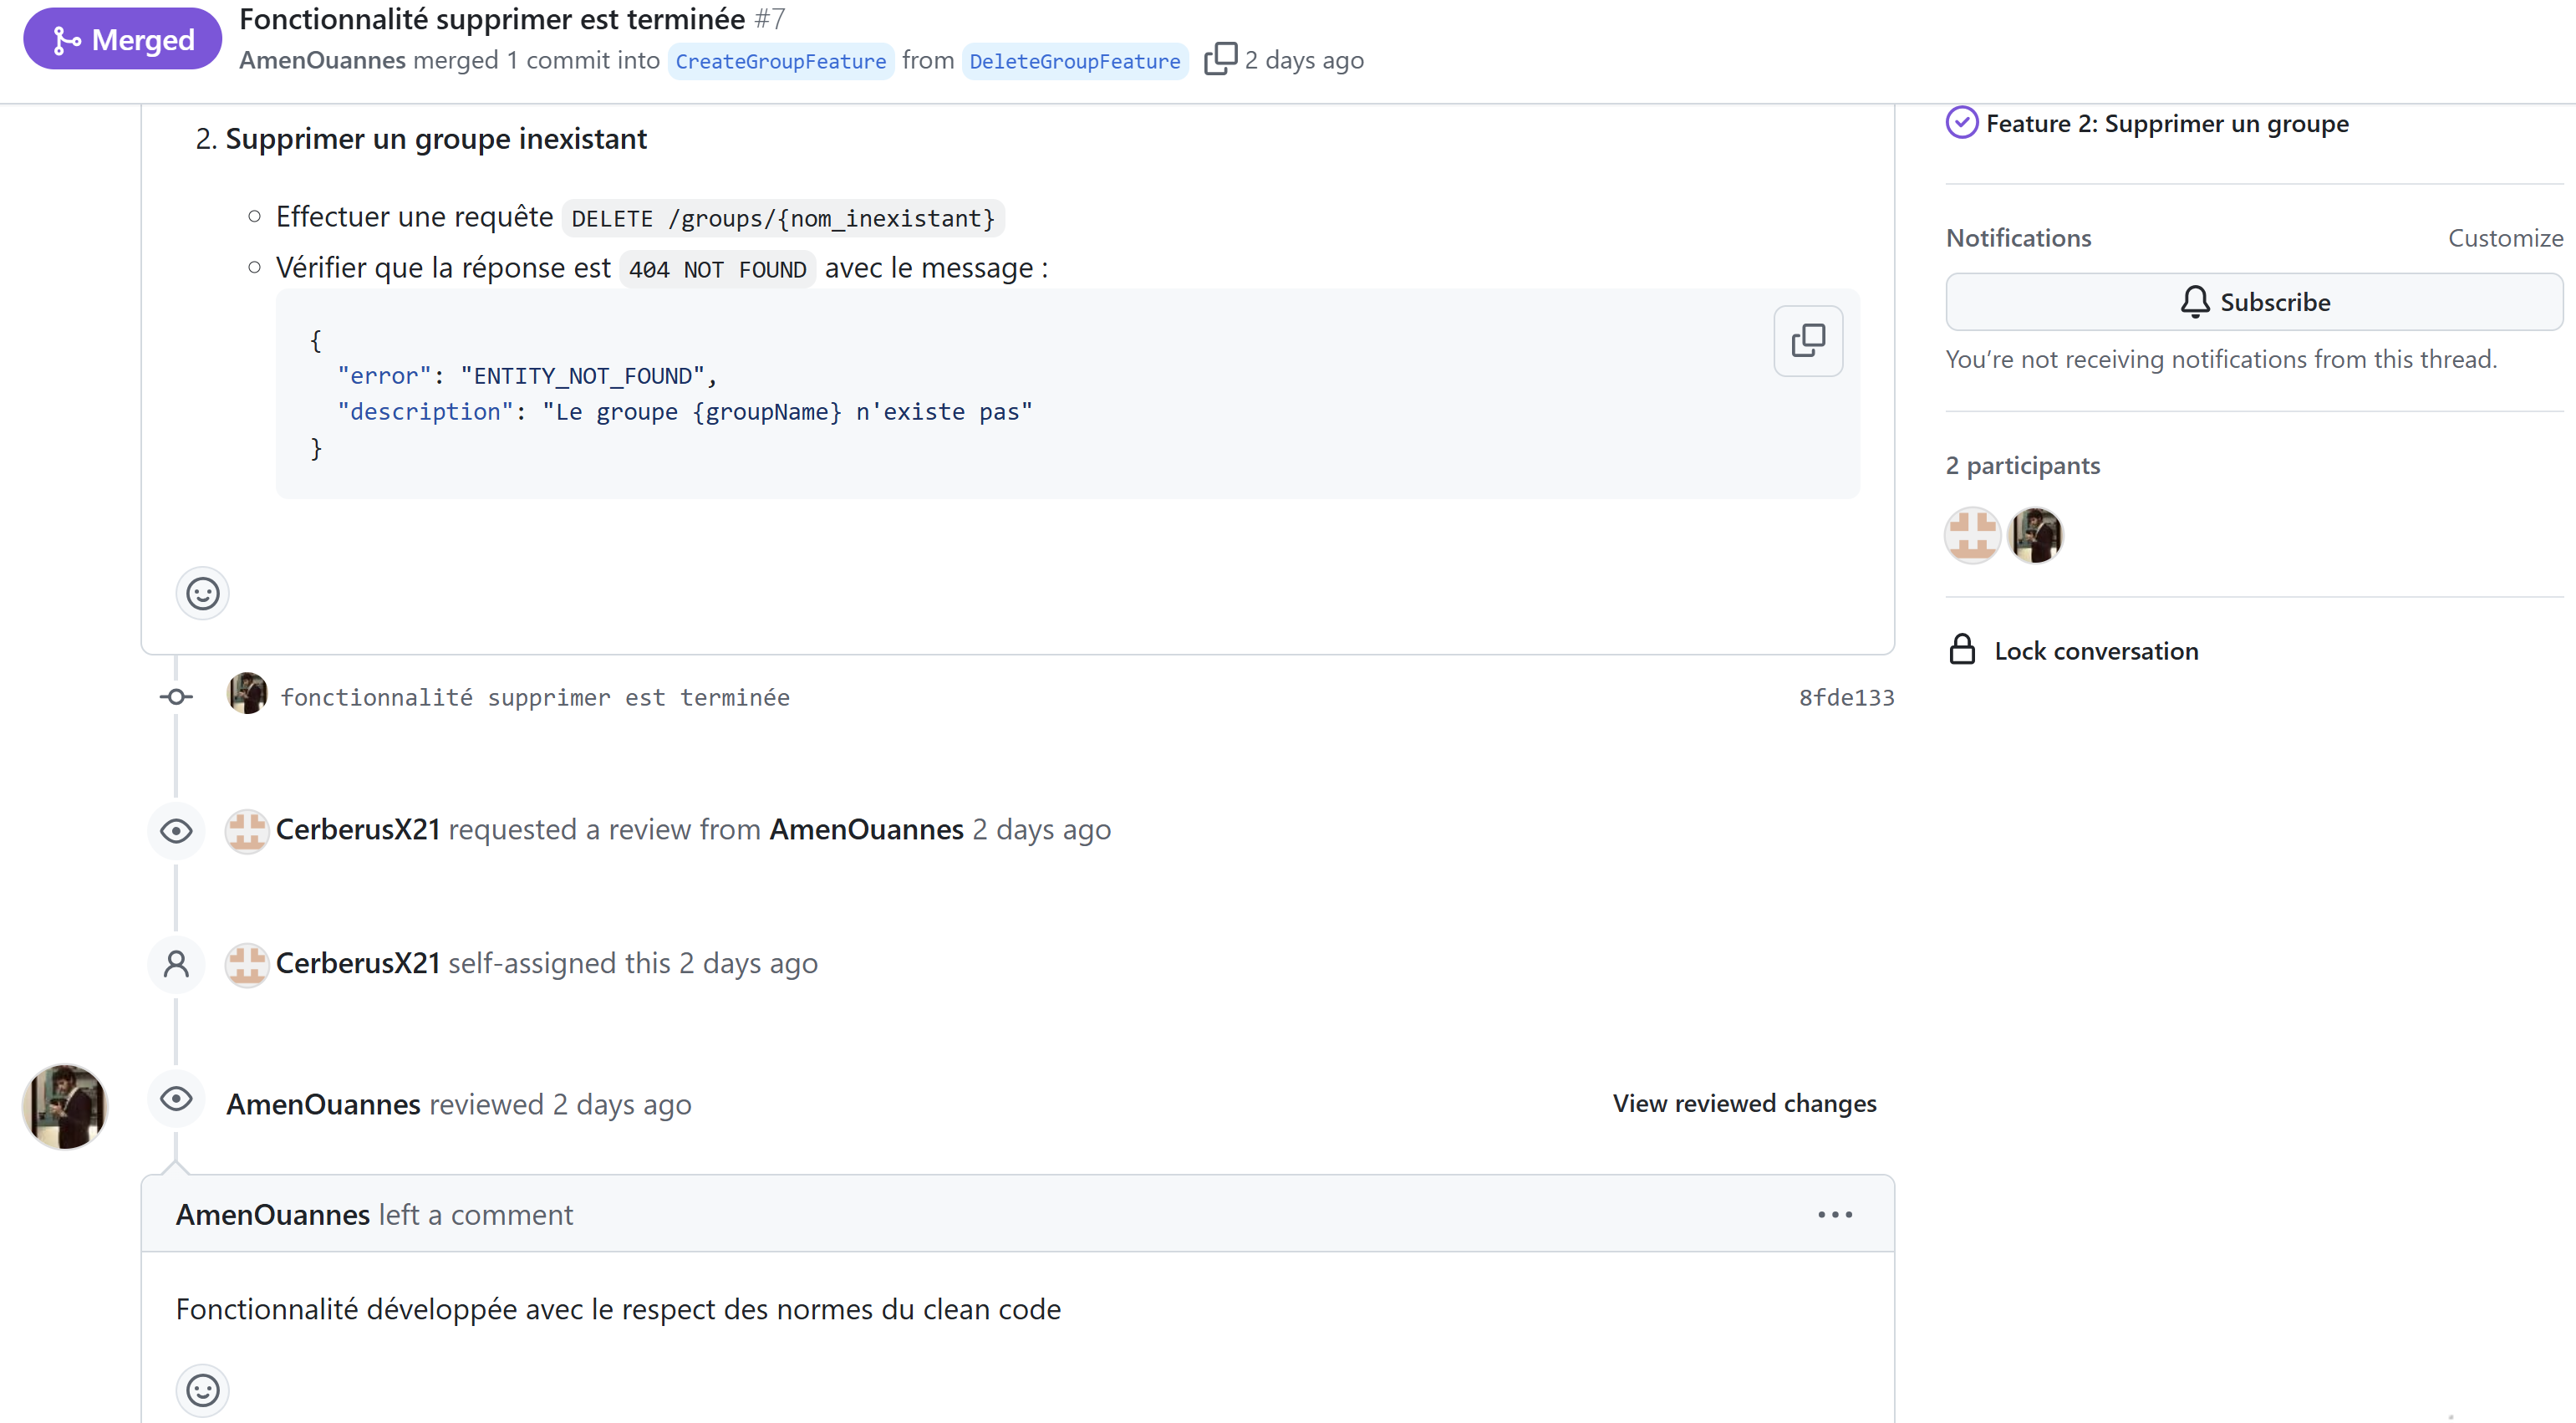 Merged
Fonctionnalité supprimer est terminée #7
AmenOuannes merged 1 commit into CreateGroupFeature from DeleteGroupFeature 2 days ago
2. Supprimer un groupe inexistant
Effectuer une requête DELETE /groups/{nom_inexistant}
Vérifier que la réponse est 404 NOT FOUND avec le message :
{
"error": "ENTITY_NOT_FOUND",
"description": "Le groupe {groupName} n'existe pas"
}
fonctionnalité supprimer est terminée 8fde133
CerberusX21 requested a review from AmenOuannes 2 days ago
CerberusX21 self-assigned this 2 days ago
AmenOuannes reviewed 2 days ago View reviewed changes
AmenOuannes left a comment
Fonctionnalité développée avec le respect des normes du clean code
Feature 2: Supprimer un groupe
Notifications Customize
Subscribe
You’re not receiving notifications from this thread.
2 participants
Lock conversation